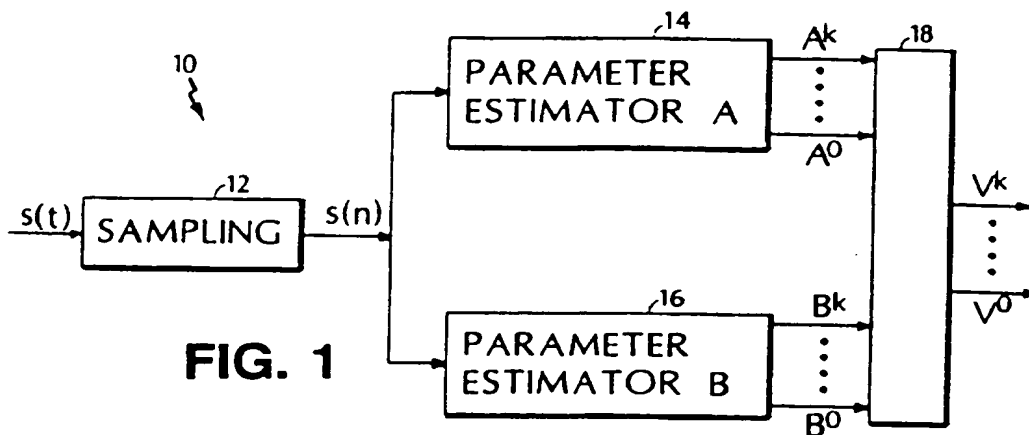 10
s(t)
12
SAMPLING
s(n)
14
PARAMETER
ESTIMATOR A
A^k
A^0
16
PARAMETER
ESTIMATOR B
B^k
B^0
18
V^k
V^0
FIG. 1